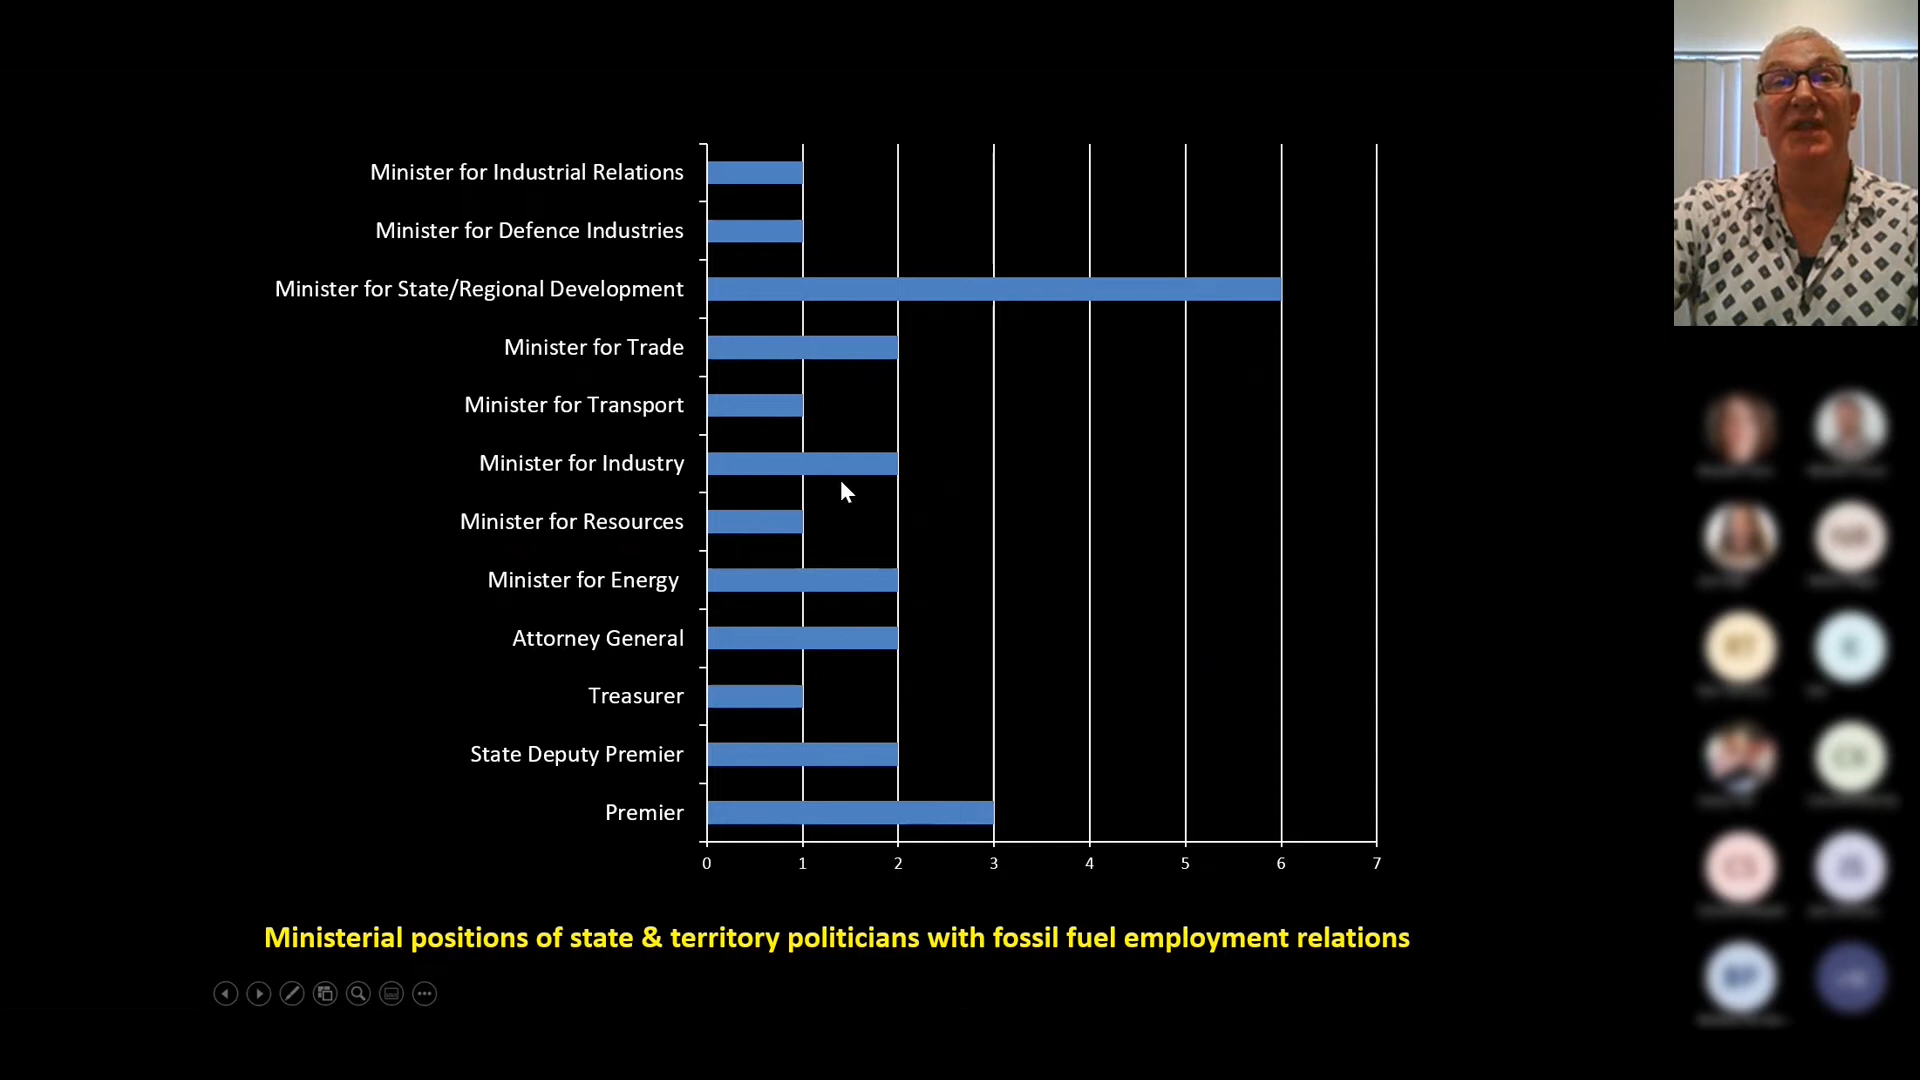 Minister for Industrial Relations
Minister for Defence Industries
Minister for State/Regional Development
Minister for Trade
Minister for Transport
Minister for Industry
Minister for Resources
Minister for Energy
Attorney General
Treasurer
State Deputy Premier
Premier
0 1 2 3 4 5 6 7
Ministerial positions of state & territory politicians with fossil fuel employment relations